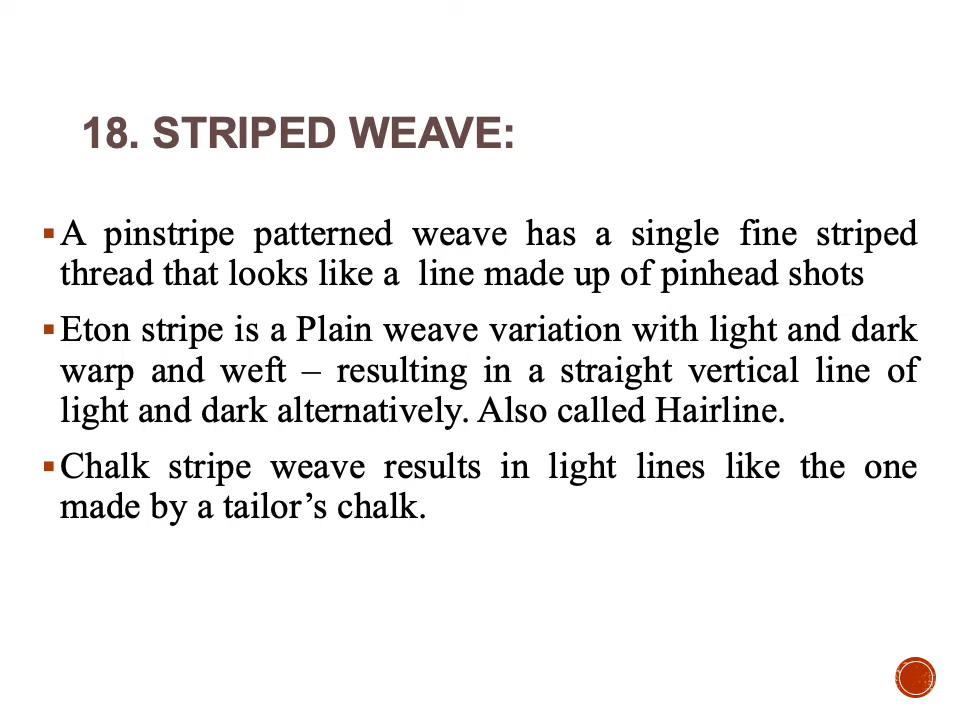 18. STRIPED WEAVE:
▪A pinstripe patterned weave has a single fine striped
thread that looks like a line made up of pinhead shots
▪Eton stripe is a Plain weave variation with light and dark
warp and weft – resulting in a straight vertical line of
light and dark alternatively. Also called Hairline.
▪Chalk stripe weave results in light lines like the one
made by a tailor’s chalk.